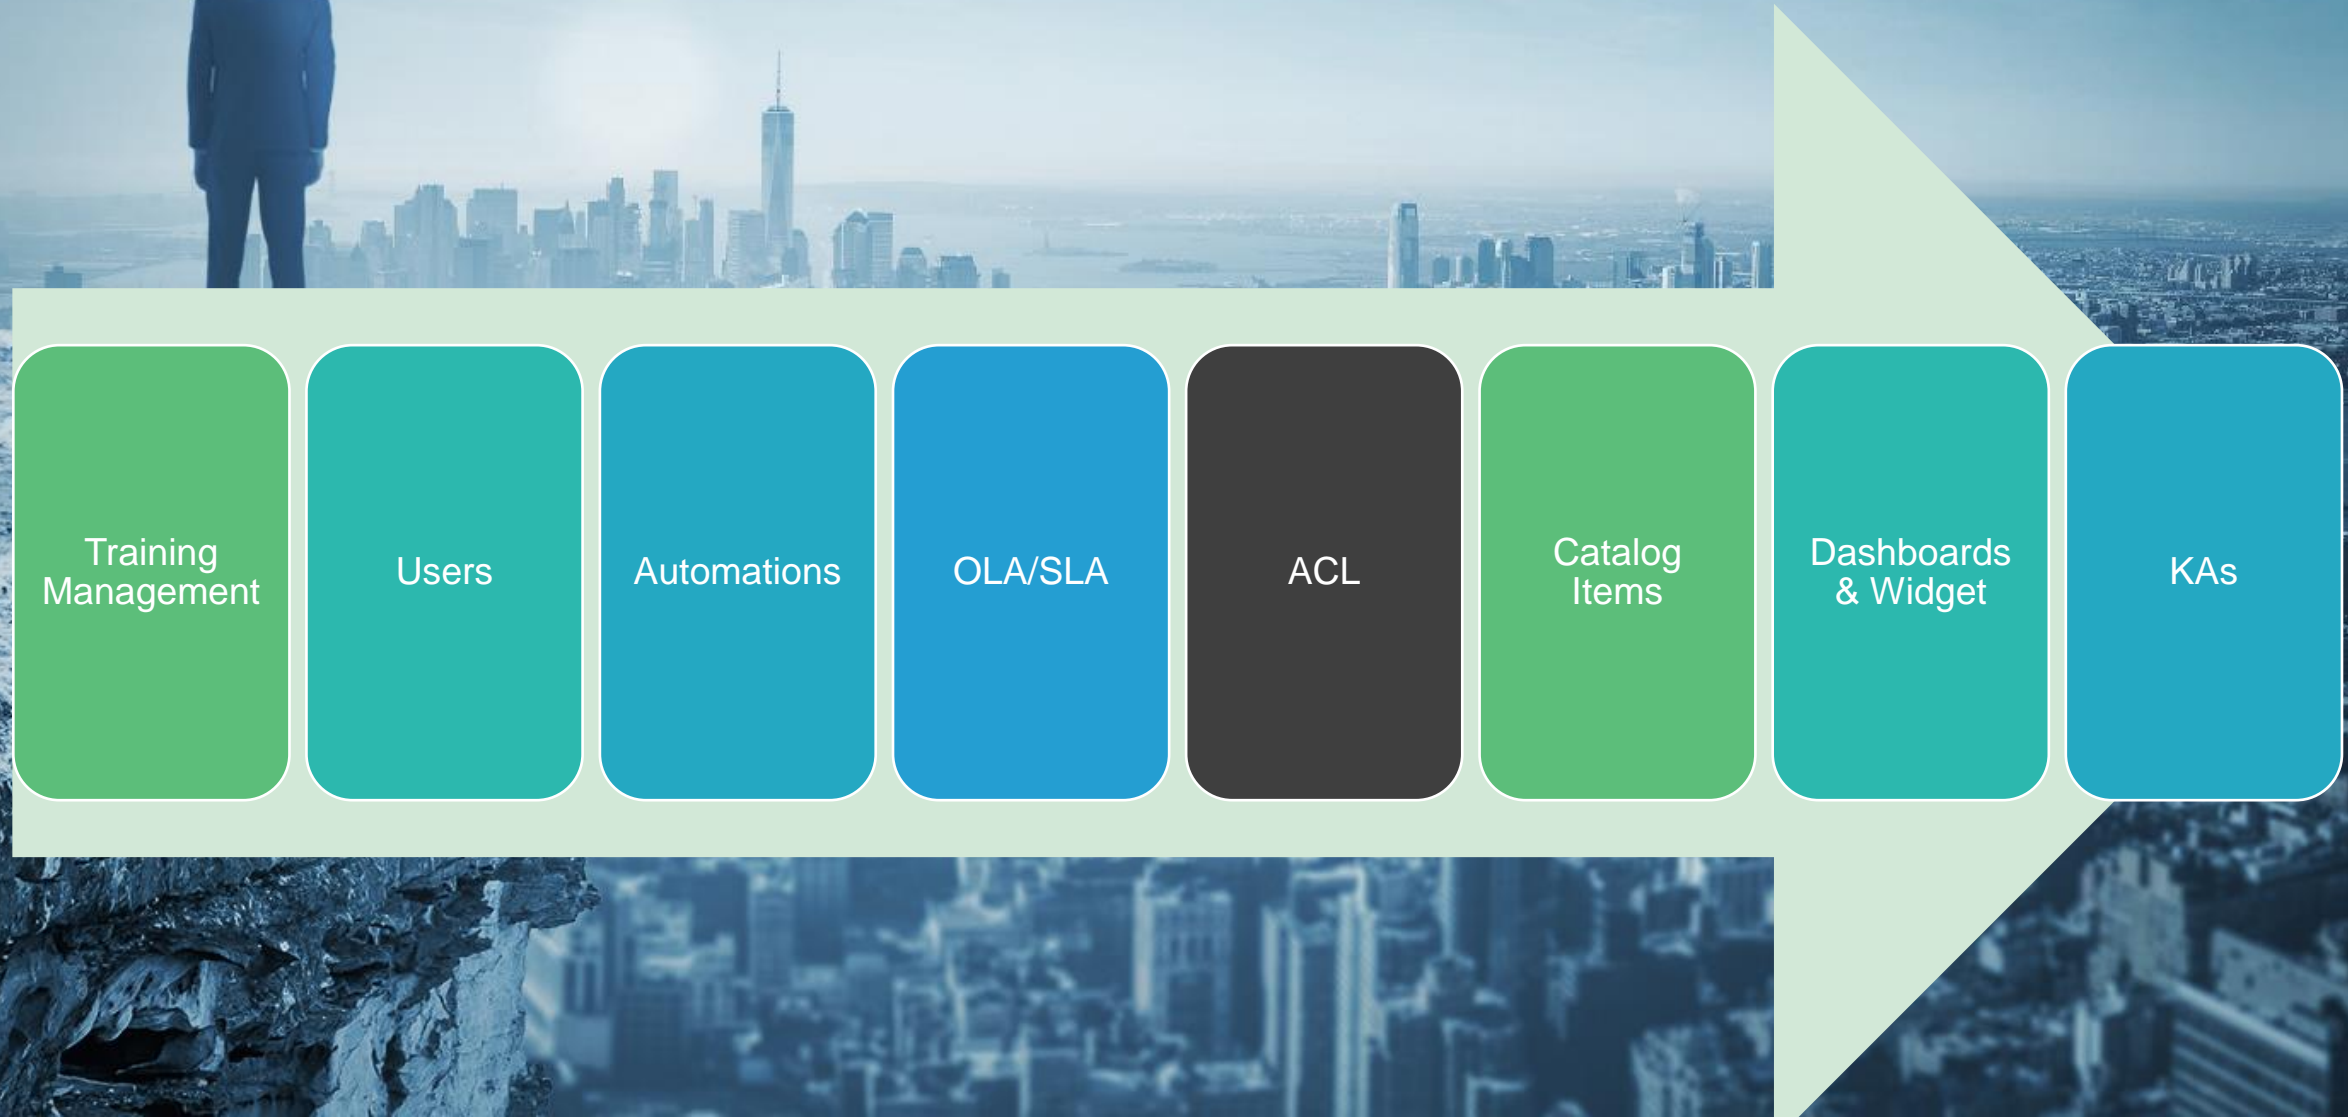 Training
Management
Users
Automations
OLA/SLA
ACL
Catalog
Items
Dashboards
& Widget
KAs